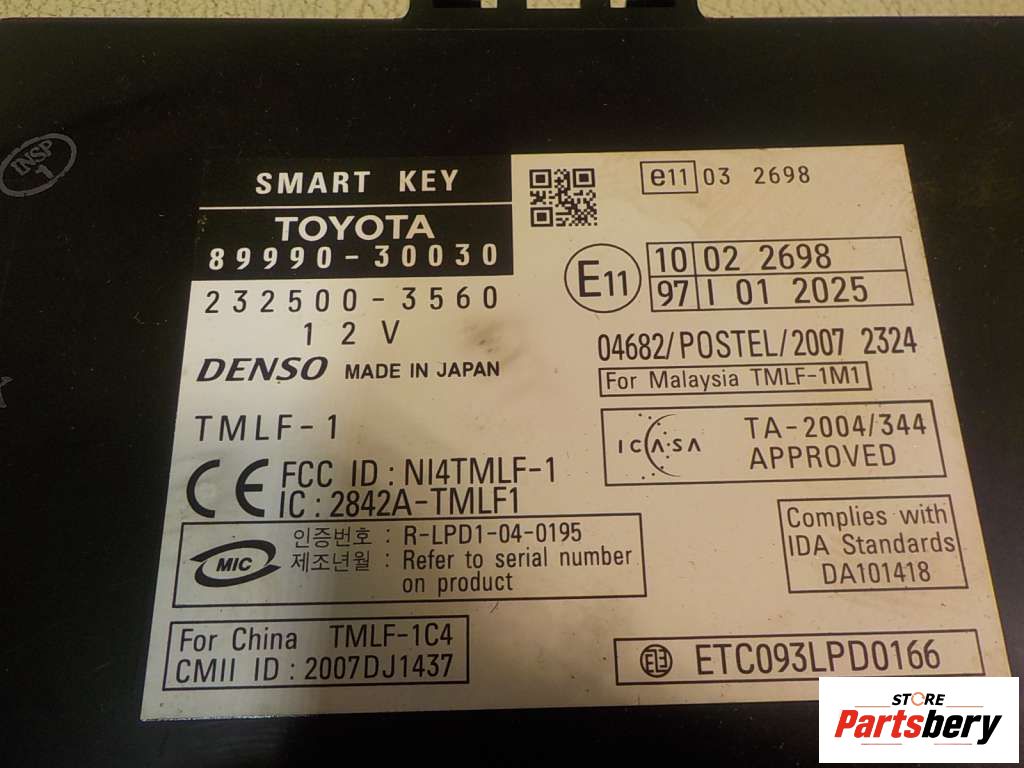 INSP
1
SMART KEY
TOYOTA
89990-30030
232500-3560
12V
DENSO MADE IN JAPAN
TMLF-1
CE FCC ID : NI4TMLF-1
IC : 2842A-TMLF1
MIC
인증번호 : R-LPD1-04-0195
제조년월 : Refer to serial number
on product
For China TMLF-1C4
CMII ID : 2007DJ1437
e11 03 2698
E11
10 02 2698
97 I 01 2025
04682/POSTEL/2007 2324
For Malaysia TMLF-1M1
ICASA
TA-2004/344
APPROVED
Complies with
IDA Standards
DA101418
ETC093LPD0166
STORE
Partsbery